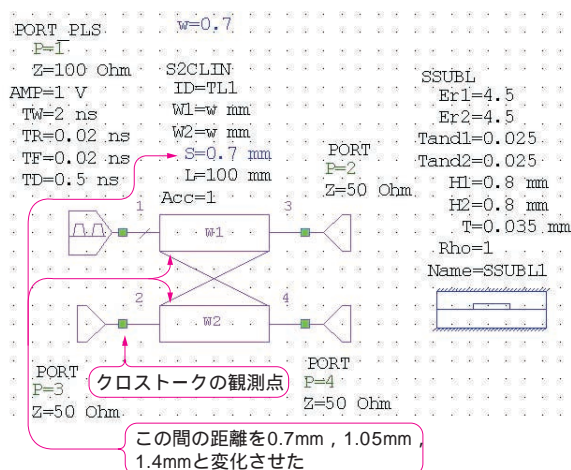 w=0.7
PORT_PLS
P=1
Z=100 Ohm
AMP=1 V
TW=2 ns
TR=0.02 ns
TF=0.02 ns
TD=0.5 ns
S2CLIN
ID=TL1
W1=w mm
W2=w mm
S=0.7 mm
L=100 mm
Acc=1
PORT
P=2
Z=50 Ohm
SSUBL
Er1=4.5
Er2=4.5
Tand1=0.025
Tand2=0.025
H1=0.8 mm
H2=0.8 mm
T=0.035 mm
Rho=1
Name=SSUBL1
1
W1
3
2
W2
4
PORT
P=3
Z=50 Ohm
クロストークの観測点
PORT
P=4
Z=50 Ohm
この間の距離を0.7mm，1.05mm，
1.4mmと変化させた